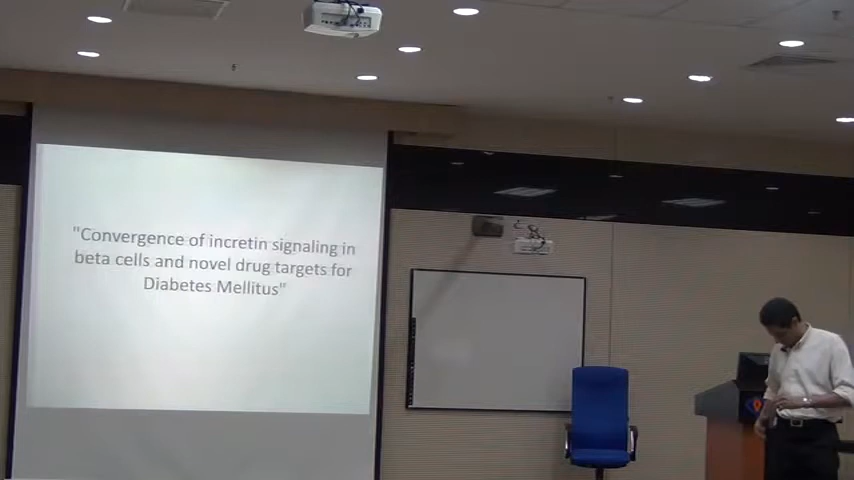 "Convergence of incretin signaling in
beta cells and novel drug targets for
Diabetes Mellitus"